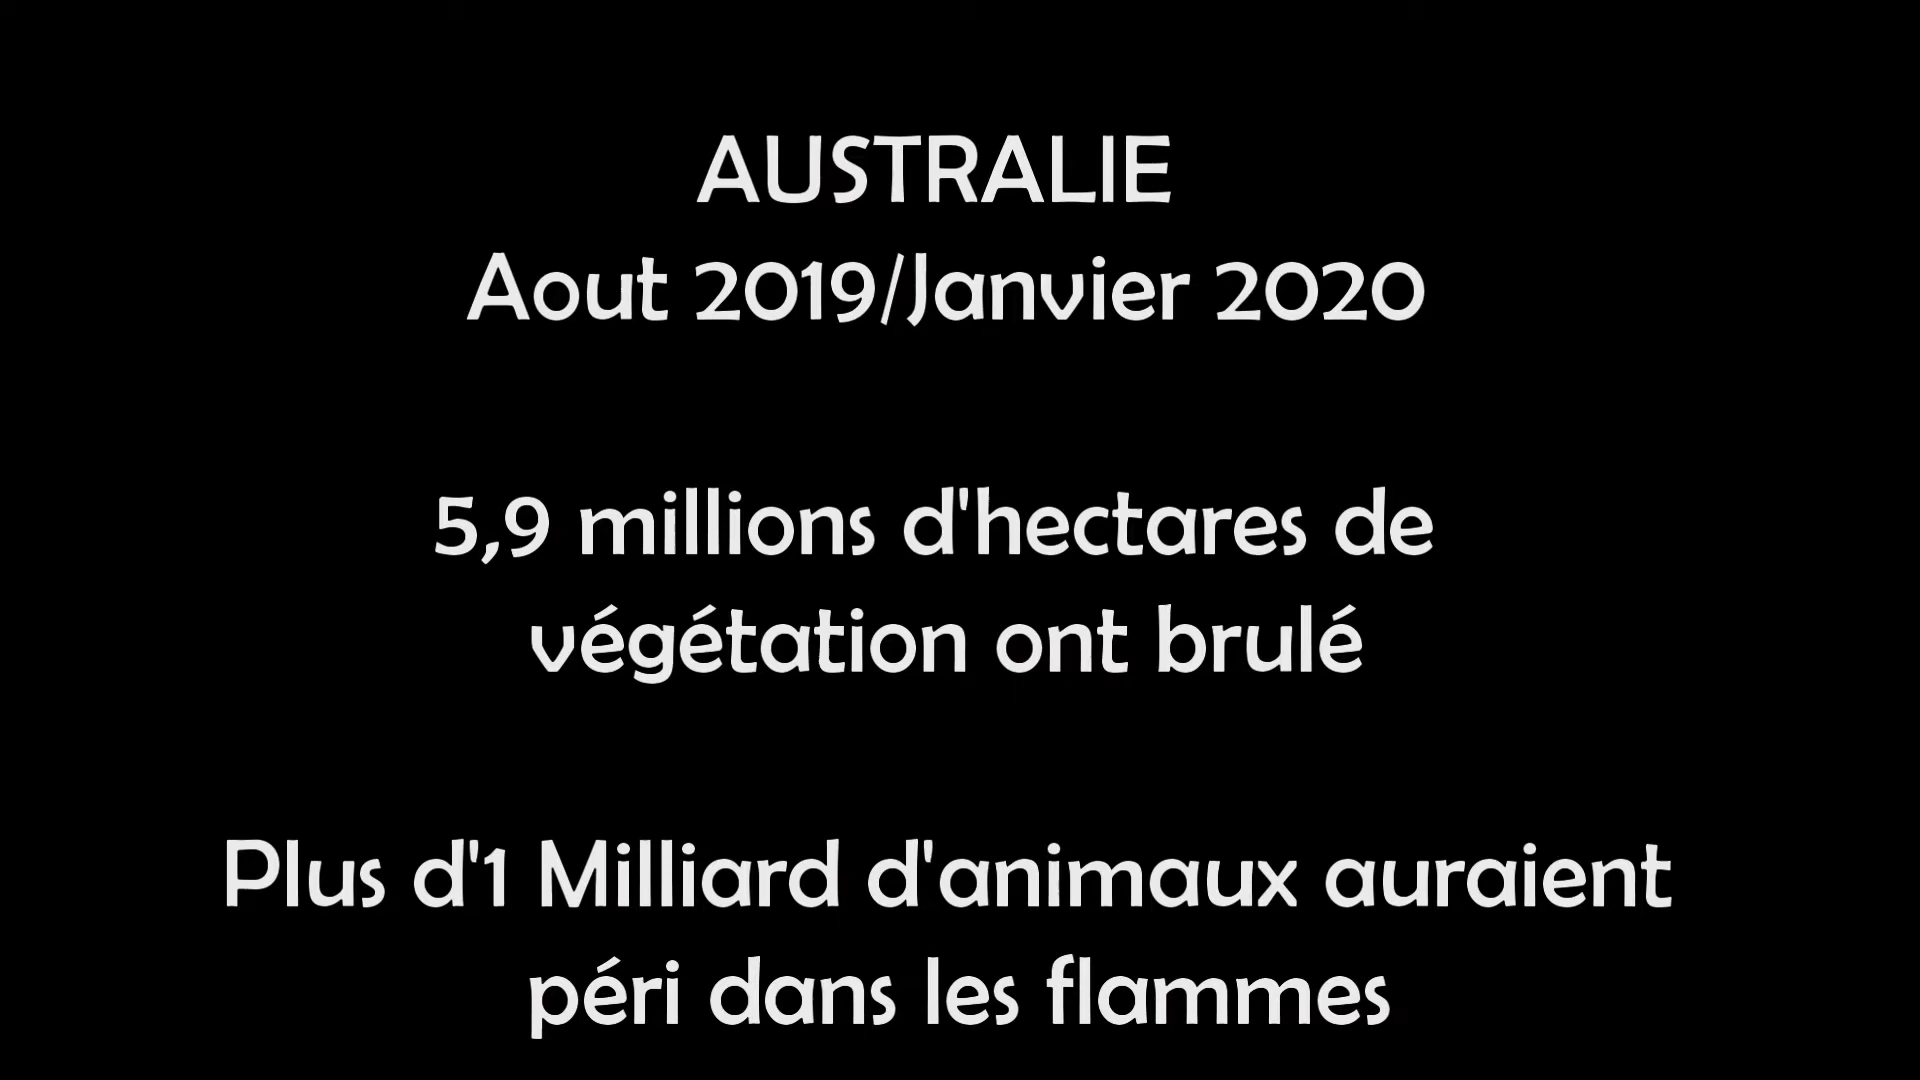 AUSTRALIE
Aout 2019/Janvier 2020
5,9 millions d'hectares de
végétation ont brulé
Plus d'1 Milliard d'animaux auraient
péri dans les flammes